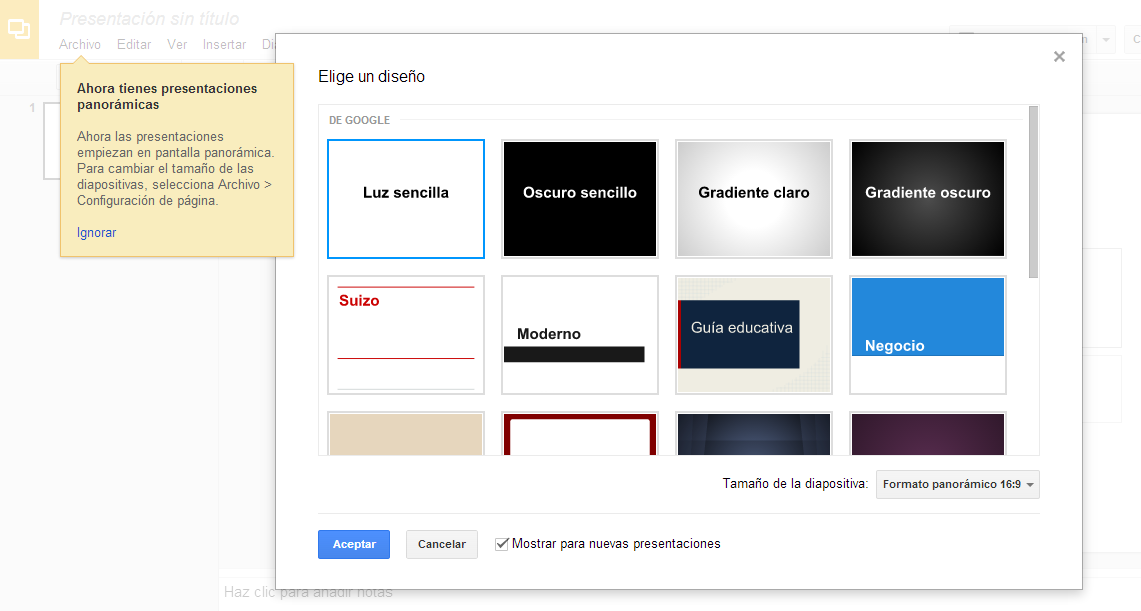 Presentación sin título
Archivo Editar Ver Insertar
Ahora tienes presentaciones
panorámicas
Ahora las presentaciones
empiezan en pantalla panorámica.
Para cambiar el tamaño de las
diapositivas, selecciona Archivo >
Configuración de página.
Ignorar
1
Elige un diseño
DE GOOGLE
Luz sencilla
Oscuro sencillo
Gradiente claro
Gradiente oscuro
Suizo
Moderno
Guía educativa
Negocio
Tamaño de la diapositiva: Formato panorámico 16:9
Aceptar Cancelar Mostrar para nuevas presentaciones
Haz clic para añadir notas